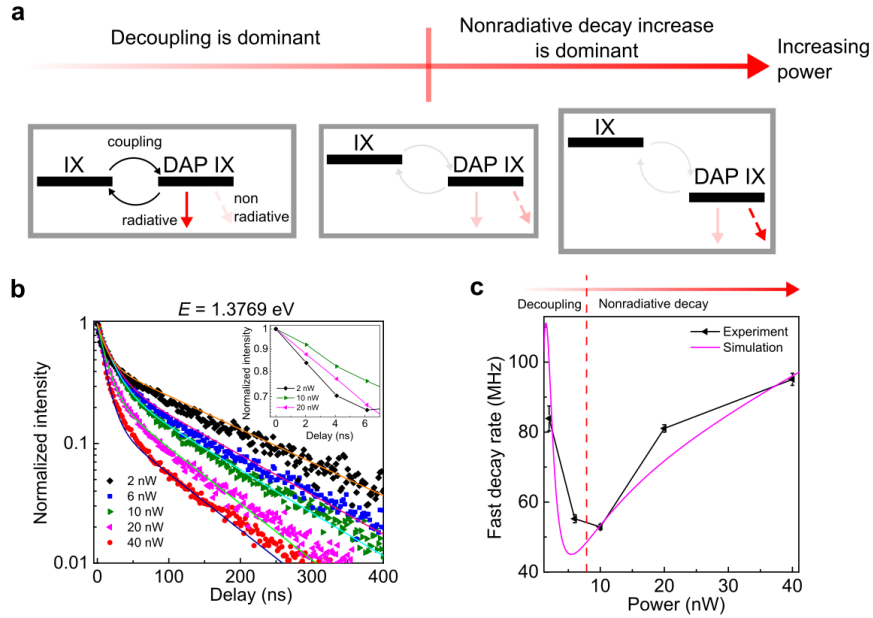 a
Decoupling is dominant
Nonradiative decay increase
is dominant
Increasing
power
IX
coupling
DAP IX
radiative
non
radiative
IX
DAP IX
IX
DAP IX
b
E = 1.3769 eV
Normalized intensity
1
0.1
0.01
0
100
200
300
400
Delay (ns)
2 nW
6 nW
10 nW
20 nW
40 nW
Normalized intensity
1
0.9
0.8
0.7
0
2
4
6
Delay (ns)
2 nW
10 nW
20 nW
c
Decoupling
Nonradiative decay
Experiment
Simulation
Fast decay rate (MHz)
100
80
60
40
10
20
30
40
Power (nW)